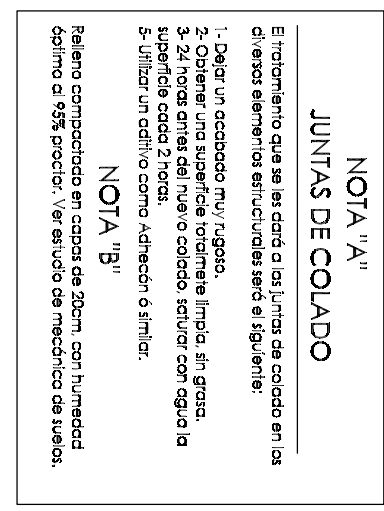 NOTA "A"
JUNTAS DE COLADO
El tratamiento que se les dará a las juntas de colado en los
diversos elementos estructurales será el siguiente:
1- Dejar un acabado muy rugoso.
2- Obtener una superficie totalmete limpia, sin grasa.
3- 24 horas antes del nuevo colado, saturar con agua la
superficie cada 2 horas.
5- Utilizar un aditivo como Adhecón ó similar.
NOTA "B"
Relleno compactado en capas de 20cm, con humedad
óptima al 95% proctor. Ver estudio de mecánica de suelos.